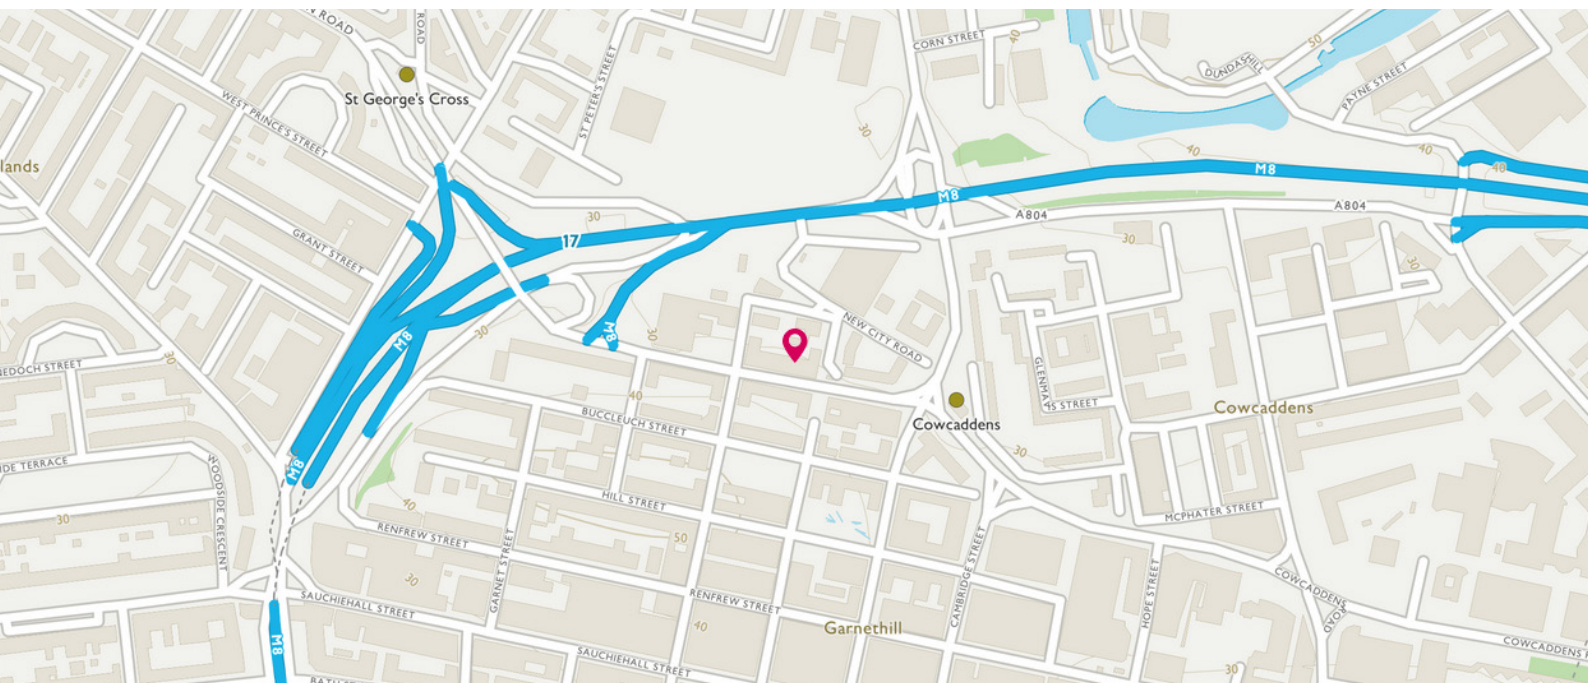 N ROAD
ROAD
CORN STREET
40
50
DUNDASHILL
St George's Cross
PAYNE STREET
WEST PRINCE'S STREET
ST PETER'S STREET
30
40
40
lands
M8
40
M8
A804
A804
30
GRANT STREET
17
30
30
NEW CITY ROAD
M8
30
M8
30
30
NEDOCH STREET
GLENMAVIS STREET
40
BUCCLEUCH STREET
Cowcaddens
Cowcaddens
30
DE TERRACE
M8
WOODSIDE CRESCENT
HILL STREET
40
MCPHATER STREET
30
RENFREW STREET
50
GARNET STREET
CAMBRIDGE STREET
HOPE STREET
30
COWCADDENS ROAD
SAUCHIEHALL STREET
RENFREW STREET
40
Garnethill
M8
COWCADDENS
SAUCHIEHALL STREET
30